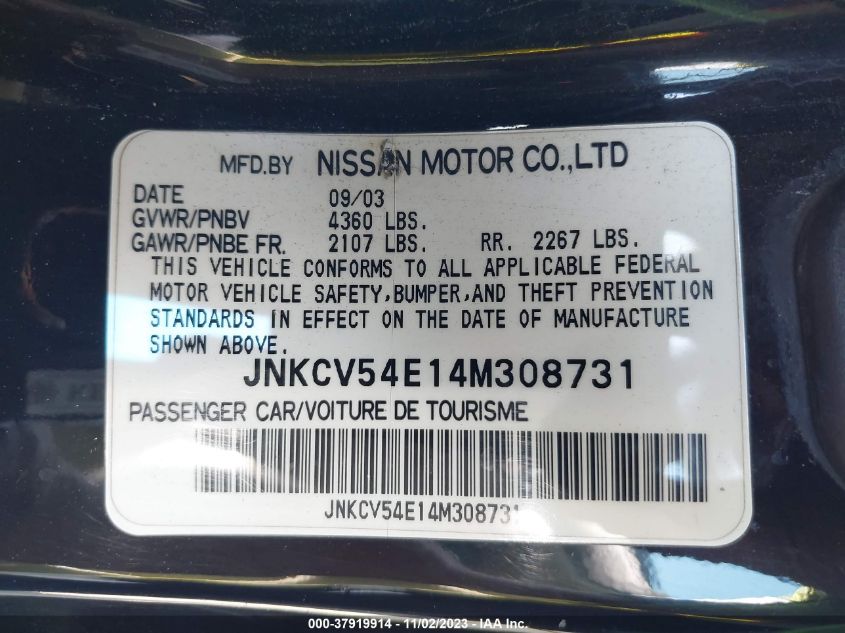 MFD.BY NISSAN MOTOR CO.,LTD
DATE 09/03
GVWR/PNBV 4360 LBS.
GAWR/PNBE FR. 2107 LBS. RR. 2267 LBS.
THIS VEHICLE CONFORMS TO ALL APPLICABLE FEDERAL
MOTOR VEHICLE SAFETY,BUMPER,AND THEFT PREVENTION
STANDARDS IN EFFECT ON THE DATE OF MANUFACTURE
SHOWN ABOVE.
JNKCV54E14M308731
PASSENGER CAR/VOITURE DE TOURISME
JNKCV54E14M308731
000-37919914 - 11/02/2023 - © IAA, Inc.